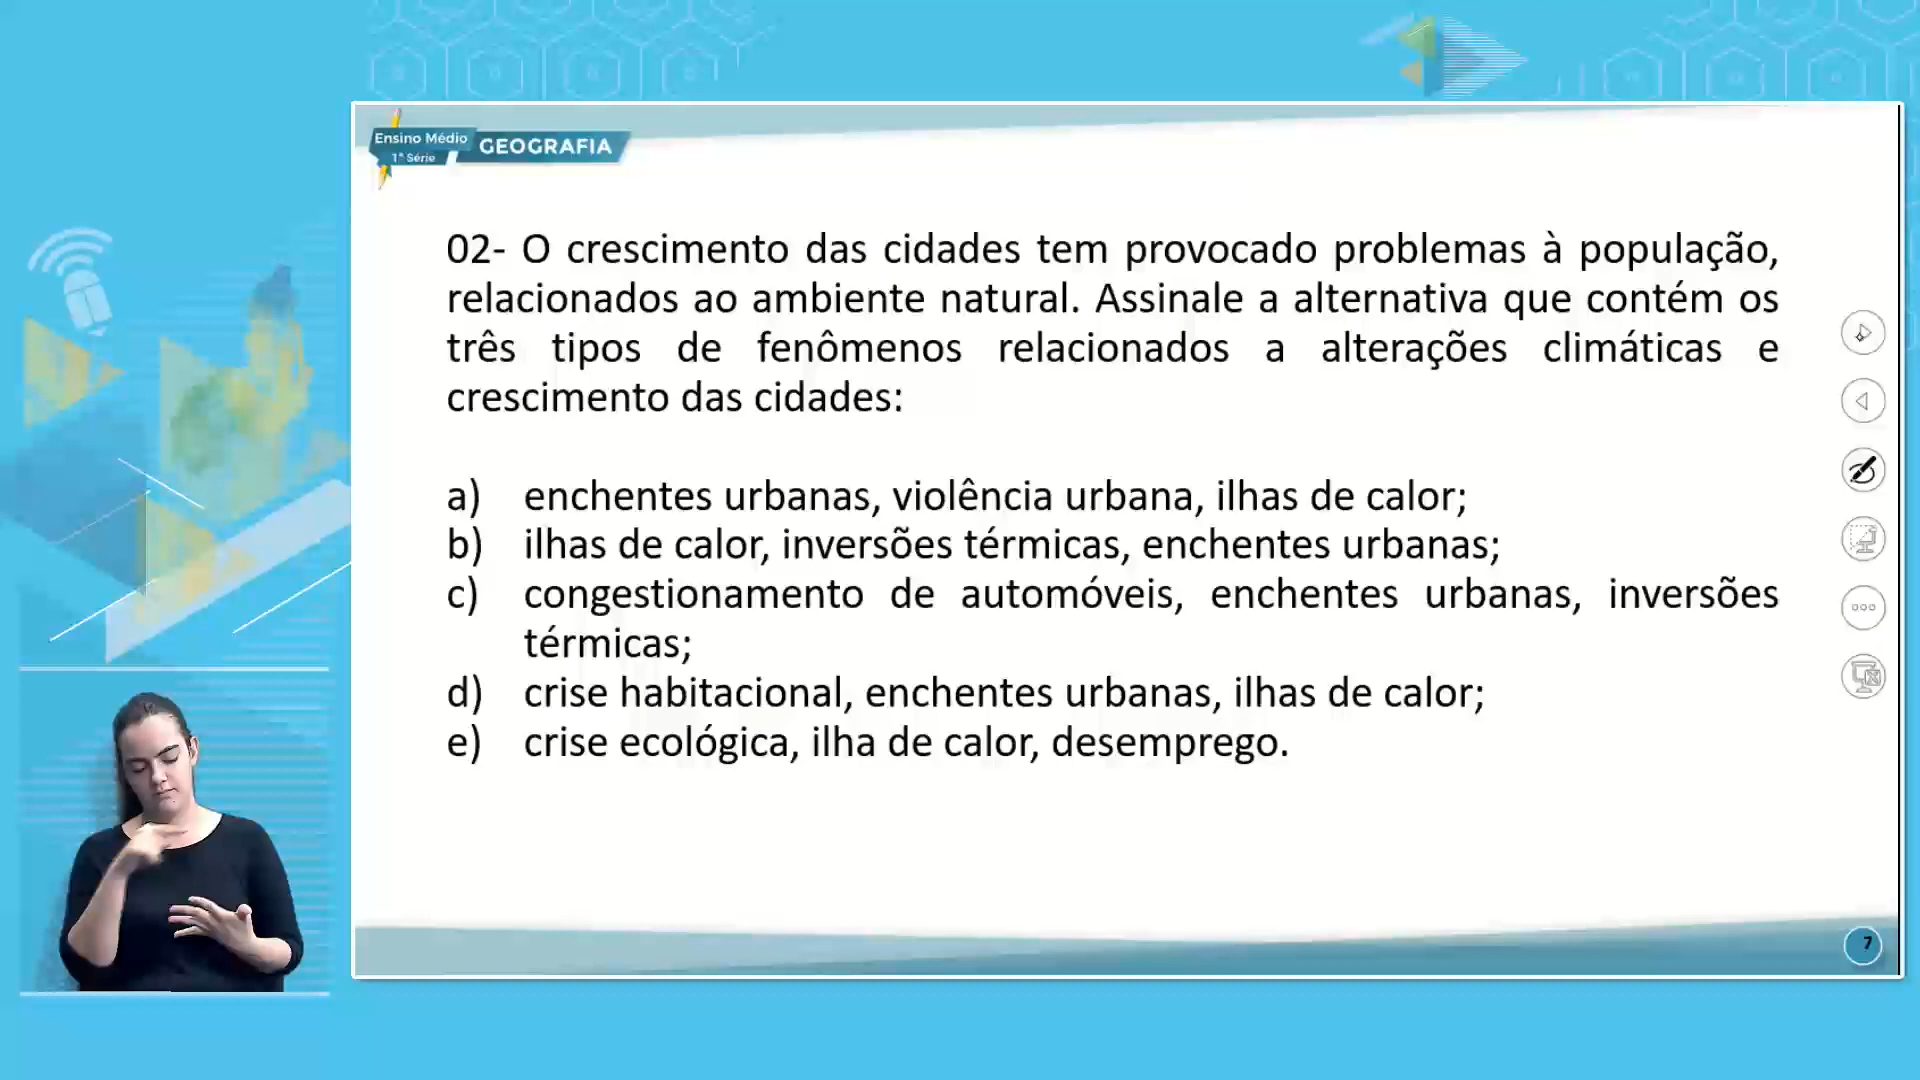 Ensino Médio
1ª Série
GEOGRAFIA
02- O crescimento das cidades tem provocado problemas à população,
relacionados ao ambiente natural. Assinale a alternativa que contém os
três tipos de fenômenos relacionados a alterações climáticas e
crescimento das cidades:
a) enchentes urbanas, violência urbana, ilhas de calor;
b) ilhas de calor, inversões térmicas, enchentes urbanas;
c) congestionamento de automóveis, enchentes urbanas, inversões
térmicas;
d) crise habitacional, enchentes urbanas, ilhas de calor;
e) crise ecológica, ilha de calor, desemprego.
7